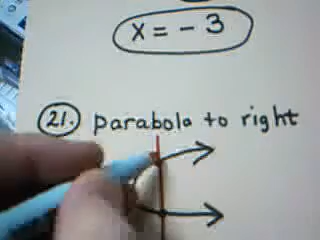 x = - 3
21. parabola to right